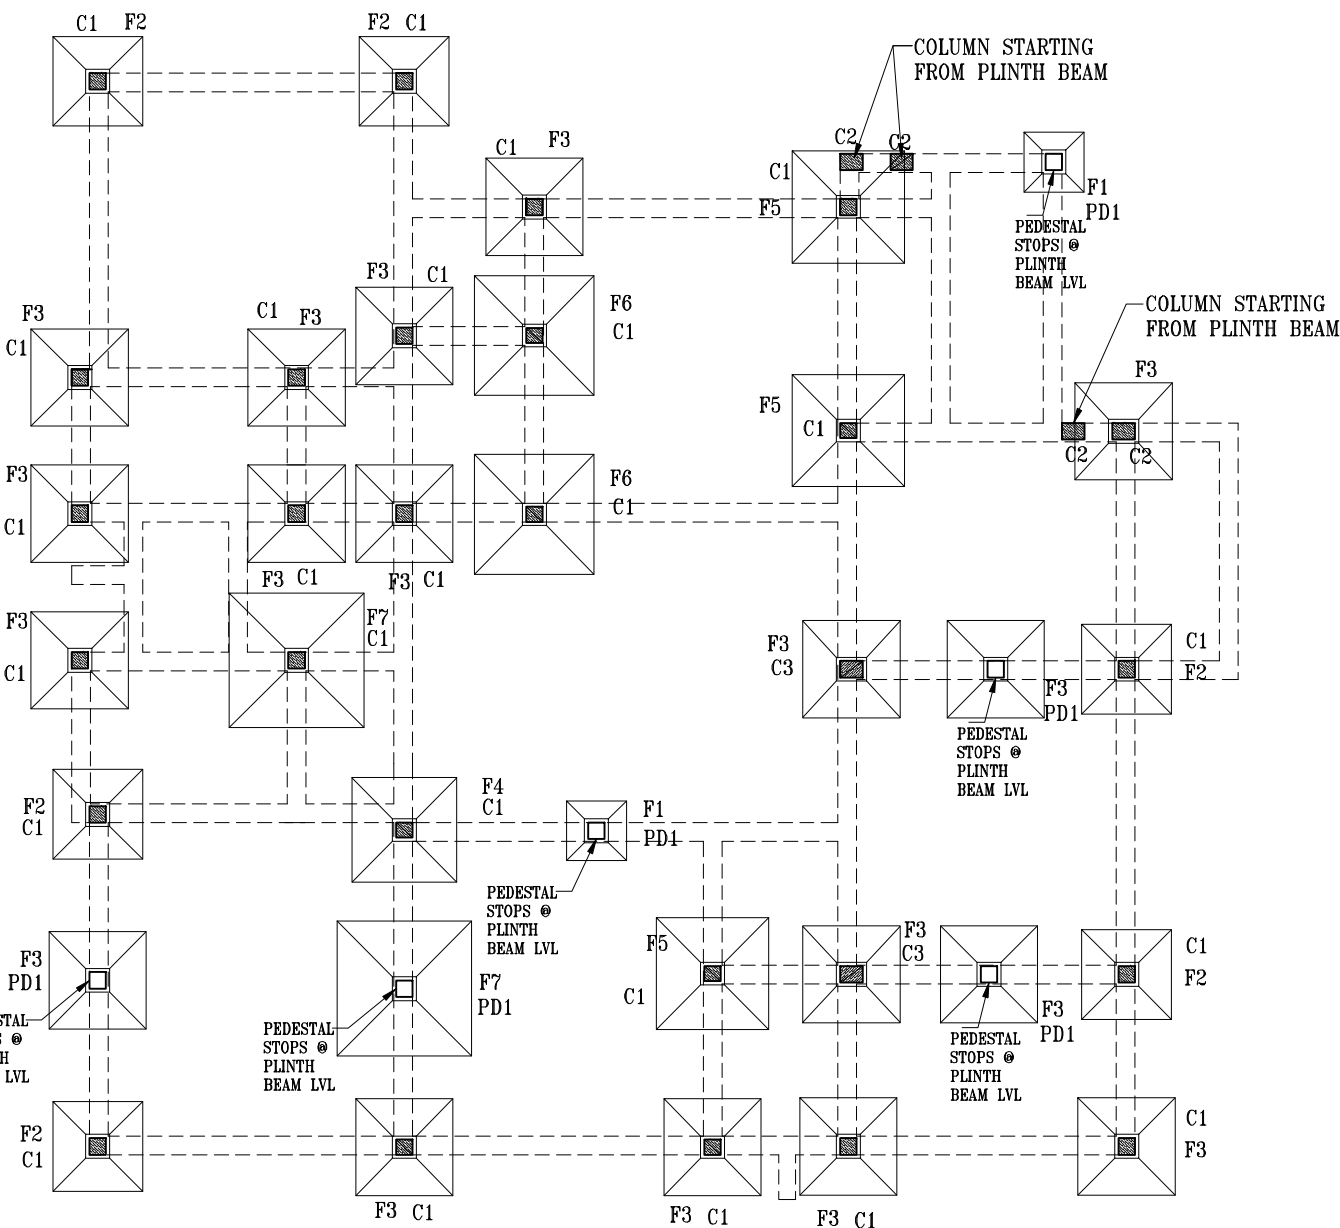 C1 F2
F2 C1
COLUMN STARTING
FROM PLINTH BEAM
C1 F3
C2 C2
C1
F5
F1
PD1
PEDESTAL
STOPS @
PLINTH
BEAM LVL
F3 C1
F6
C1
COLUMN STARTING
FROM PLINTH BEAM
F3
C1
C1 F3
F3
F5
C1
C2 C2
F3
C1
F6
C1
F3 C1
F3 C1
F3
C1
F7
C1
F3
C3
C1
F2
F3
PD1
PEDESTAL
STOPS @
PLINTH
BEAM LVL
F2
C1
F4
C1
F1
PD1
PEDESTAL
STOPS @
PLINTH
BEAM LVL
F3
PD1
STAL
S @
H
LVL
F7
PD1
PEDESTAL
STOPS @
PLINTH
BEAM LVL
F5
C1
F3
C3
C1
F2
F3
PD1
PEDESTAL
STOPS @
PLINTH
BEAM LVL
F2
C1
F3 C1
F3 C1
F3 C1
C1
F3